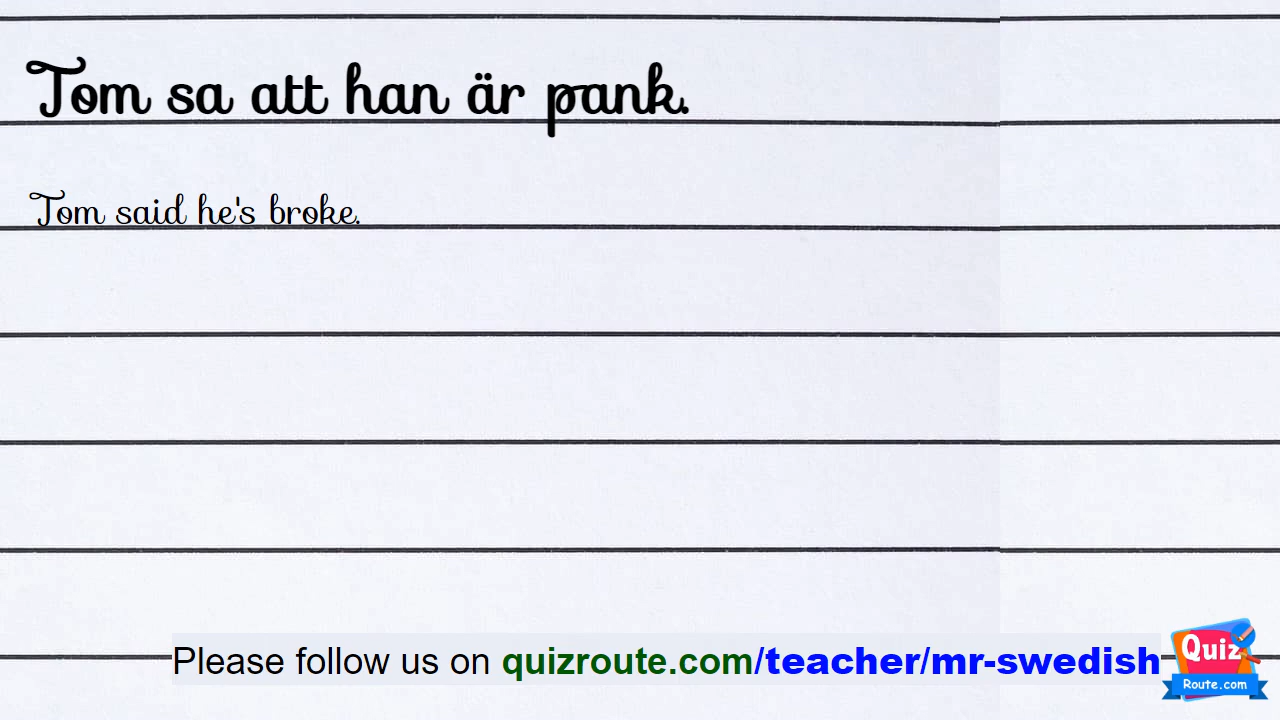 Tom sa att han är pank.
Tom said he's broke.
Please follow us on quizroute.com/teacher/mr-swedish
Quiz
Route.com